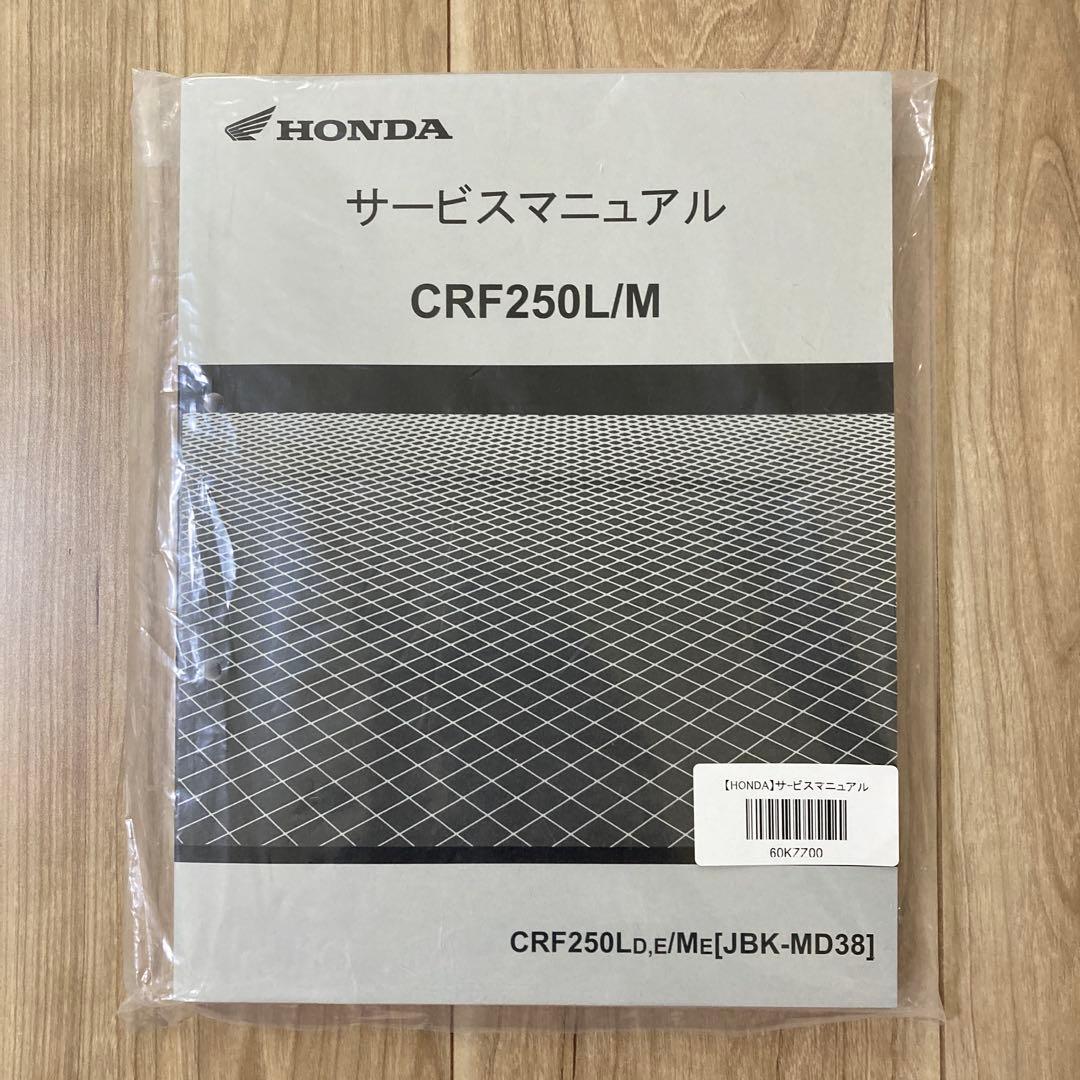 HONDA
サービスマニュアル
CRF250L/M
【HONDA】サービスマニュアル
60KZZ00
CRF250LD,E/ME[JBK-MD38]